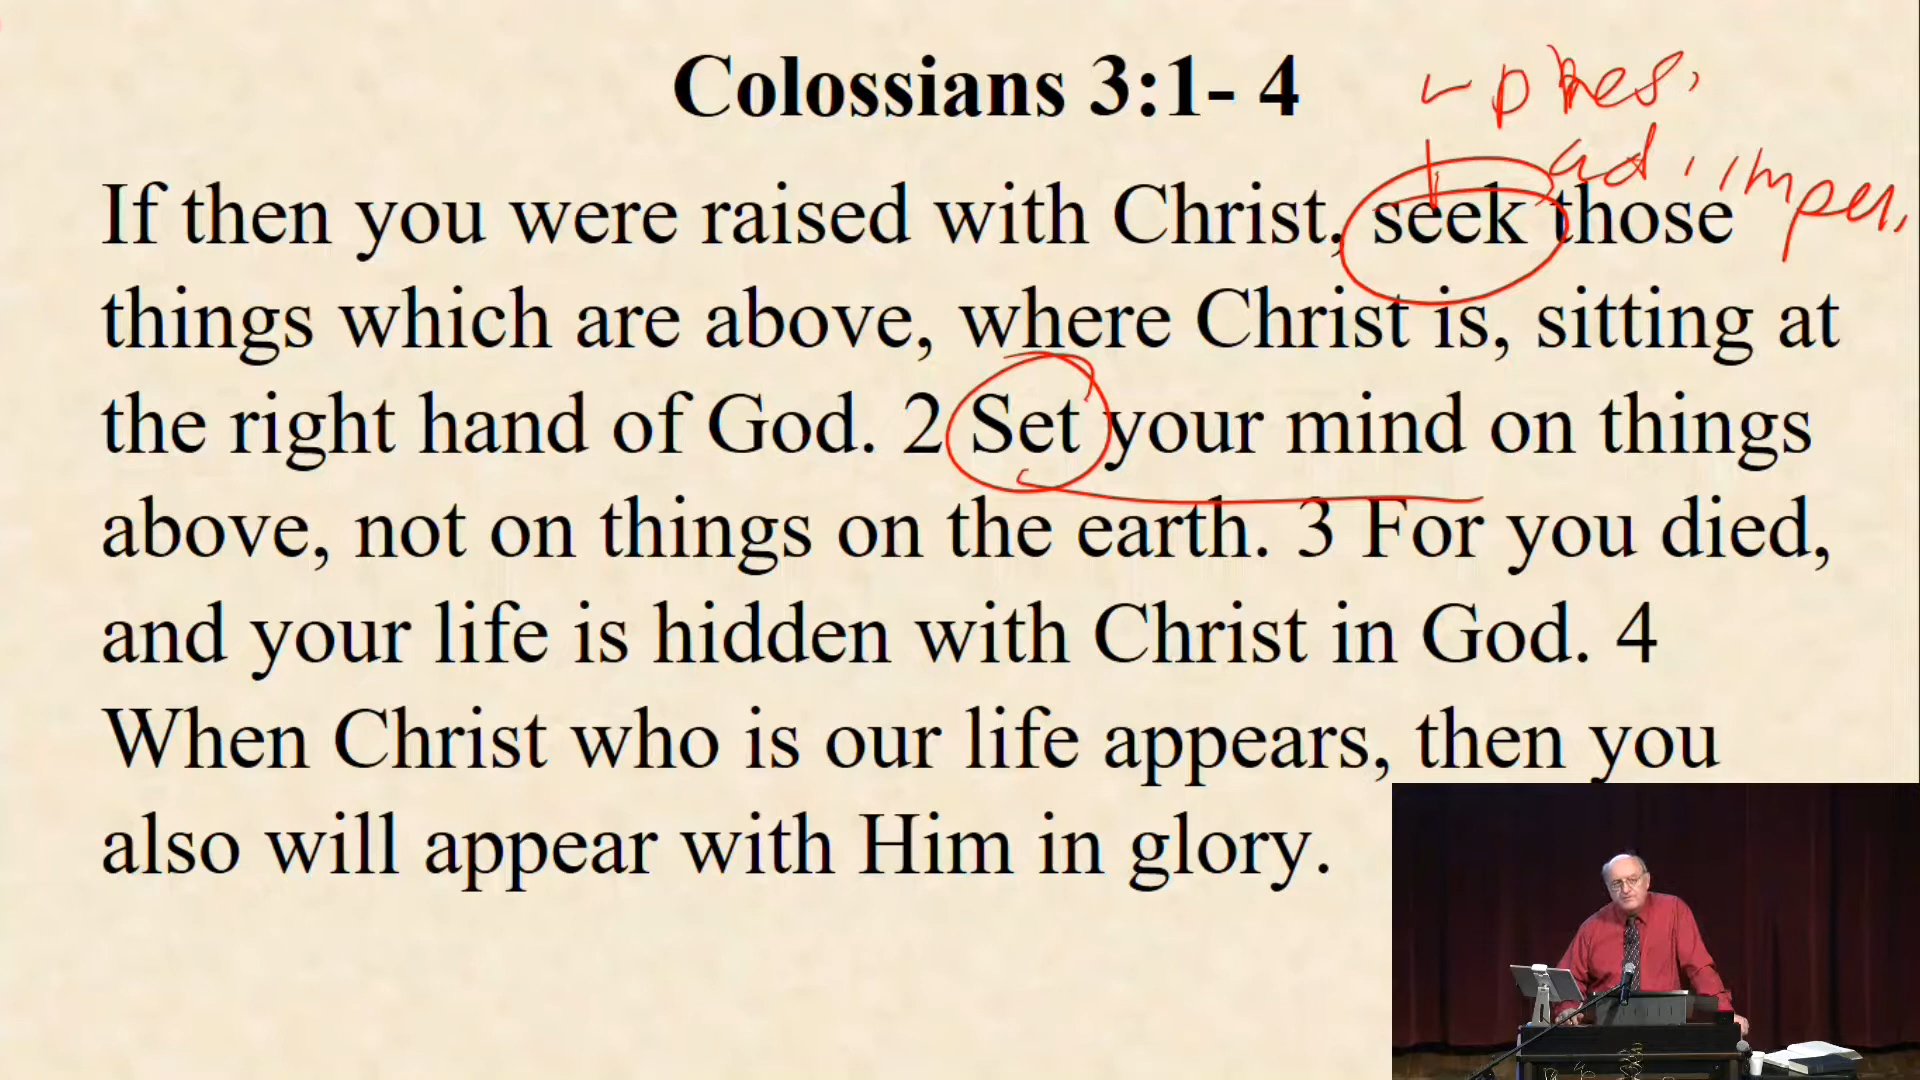 Colossians 3:1- 4
pres.
ad. imper.
If then you were raised with Christ, seek those
things which are above, where Christ is, sitting at
the right hand of God. 2 Set your mind on things
above, not on things on the earth. 3 For you died,
and your life is hidden with Christ in God. 4
When Christ who is our life appears, then you
also will appear with Him in glory.